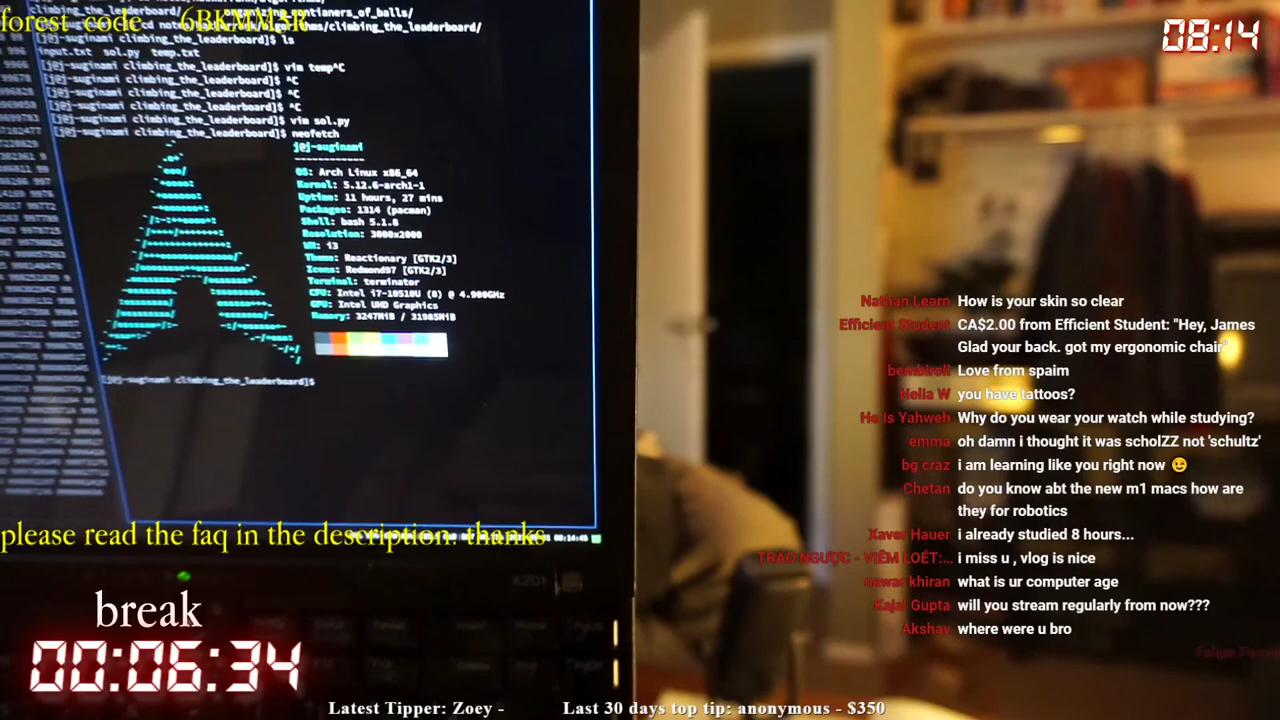 forest code 6BKMM3R
08:14
climbing_the_leaderboard/
[j@j-suginami climbing_the_leaderboard]$ ls
input.txt sol.py temp.txt
[j@j-suginami climbing_the_leaderboard]$ vim temp^C
[j@j-suginami climbing_the_leaderboard]$ ^C
[j@j-suginami climbing_the_leaderboard]$ ^C
[j@j-suginami climbing_the_leaderboard]$ ^C
[j@j-suginami climbing_the_leaderboard]$ vim sol.py
[j@j-suginami climbing_the_leaderboard]$ neofetch
j@j-suginami
OS: Arch Linux x86_64
Kernel: 5.12.6-arch1-1
Uptime: 11 hours, 27 mins
Packages: 1314 (pacman)
Shell: bash 5.1.8
Resolution: 3000x2000
WM: i3
Theme: Reactionary [GTK2/3]
Icons: Redmond97 [GTK2/3]
Terminal: terminator
CPU: Intel i7-10510U (8) @ 4.900GHz
GPU: Intel UHD Graphics
Memory: 3247MiB / 31985MiB
[j@j-suginami climbing_the_leaderboard]$
Nathan Learn How is your skin so clear
Efficient Student CA$2.00 from Efficient Student: "Hey, James
Glad your back. got my ergonomic chair"
Love from spaim
Nella W you have tattoos?
He is Yahweh Why do you wear your watch while studying?
emma oh damn i thought it was scholZZ not 'schultz'
bg craz i am learning like you right now 😉
Chetan do you know abt the new m1 macs how are
they for robotics
Xaver Hauer i already studied 8 hours...
TRÀO NGƯỢC - VIÊM LOÉT:... i miss u , vlog is nice
khiran what is ur computer age
Kajal Gupta will you stream regularly from now???
Akshay where were u bro
please read the faq in the description. thanks
X201
break
00:06:34
Latest Tipper: Zoey -
Last 30 days top tip: anonymous - $350